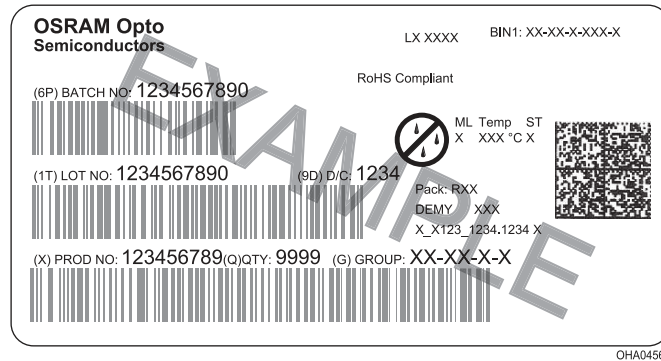 OSRAM Opto
Semiconductors
LX XXXX
BIN1: XX-XX-X-XXX-X
RoHS Compliant
(6P) BATCH NO: 1234567890
ML Temp ST
X XXX °C X
(1T) LOT NO: 1234567890 (9D) D/C: 1234
Pack: RXX
DEMY XXX
X_X123_1234.1234 X
(X) PROD NO: 123456789(Q)QTY: 9999 (G) GROUP: XX-XX-X-X
EXAMPLE
OHA0456